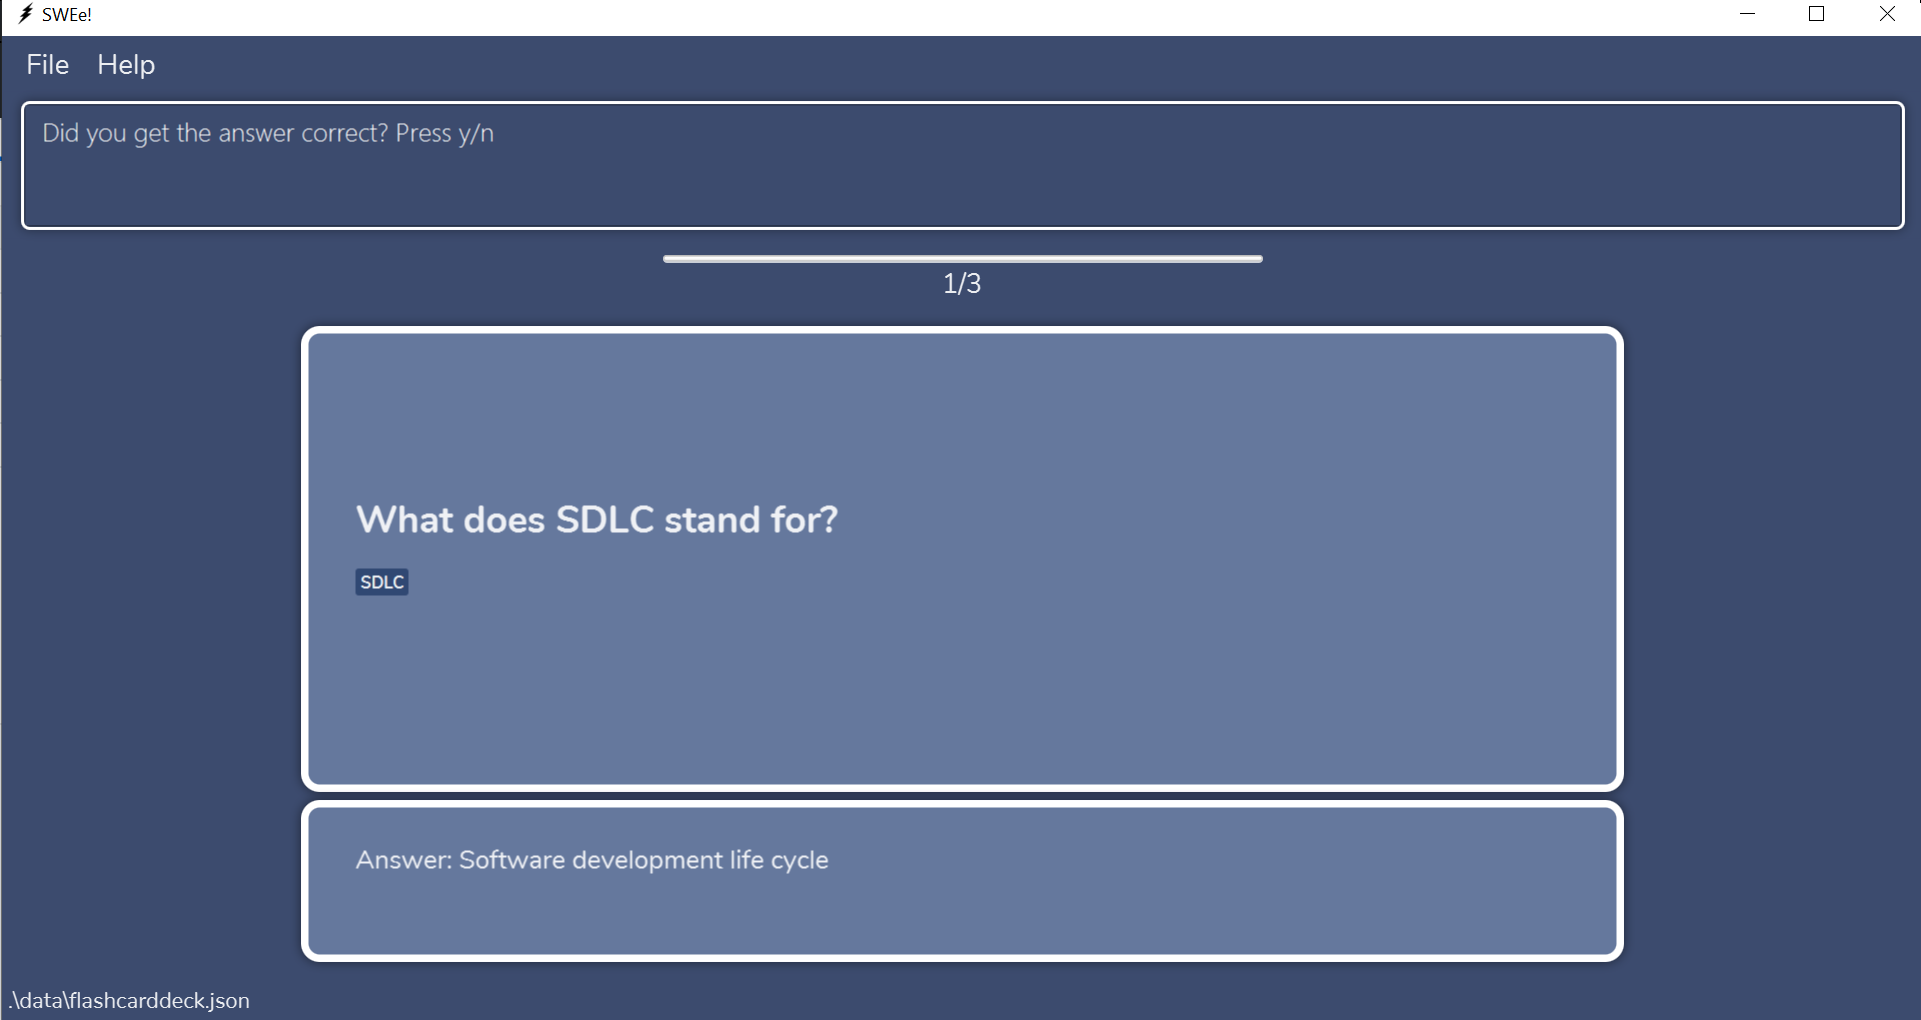 SWEe!
File Help
Did you get the answer correct? Press y/n
1/3
What does SDLC stand for?
SDLC
Answer: Software development life cycle
.\data\flashcarddeck.json